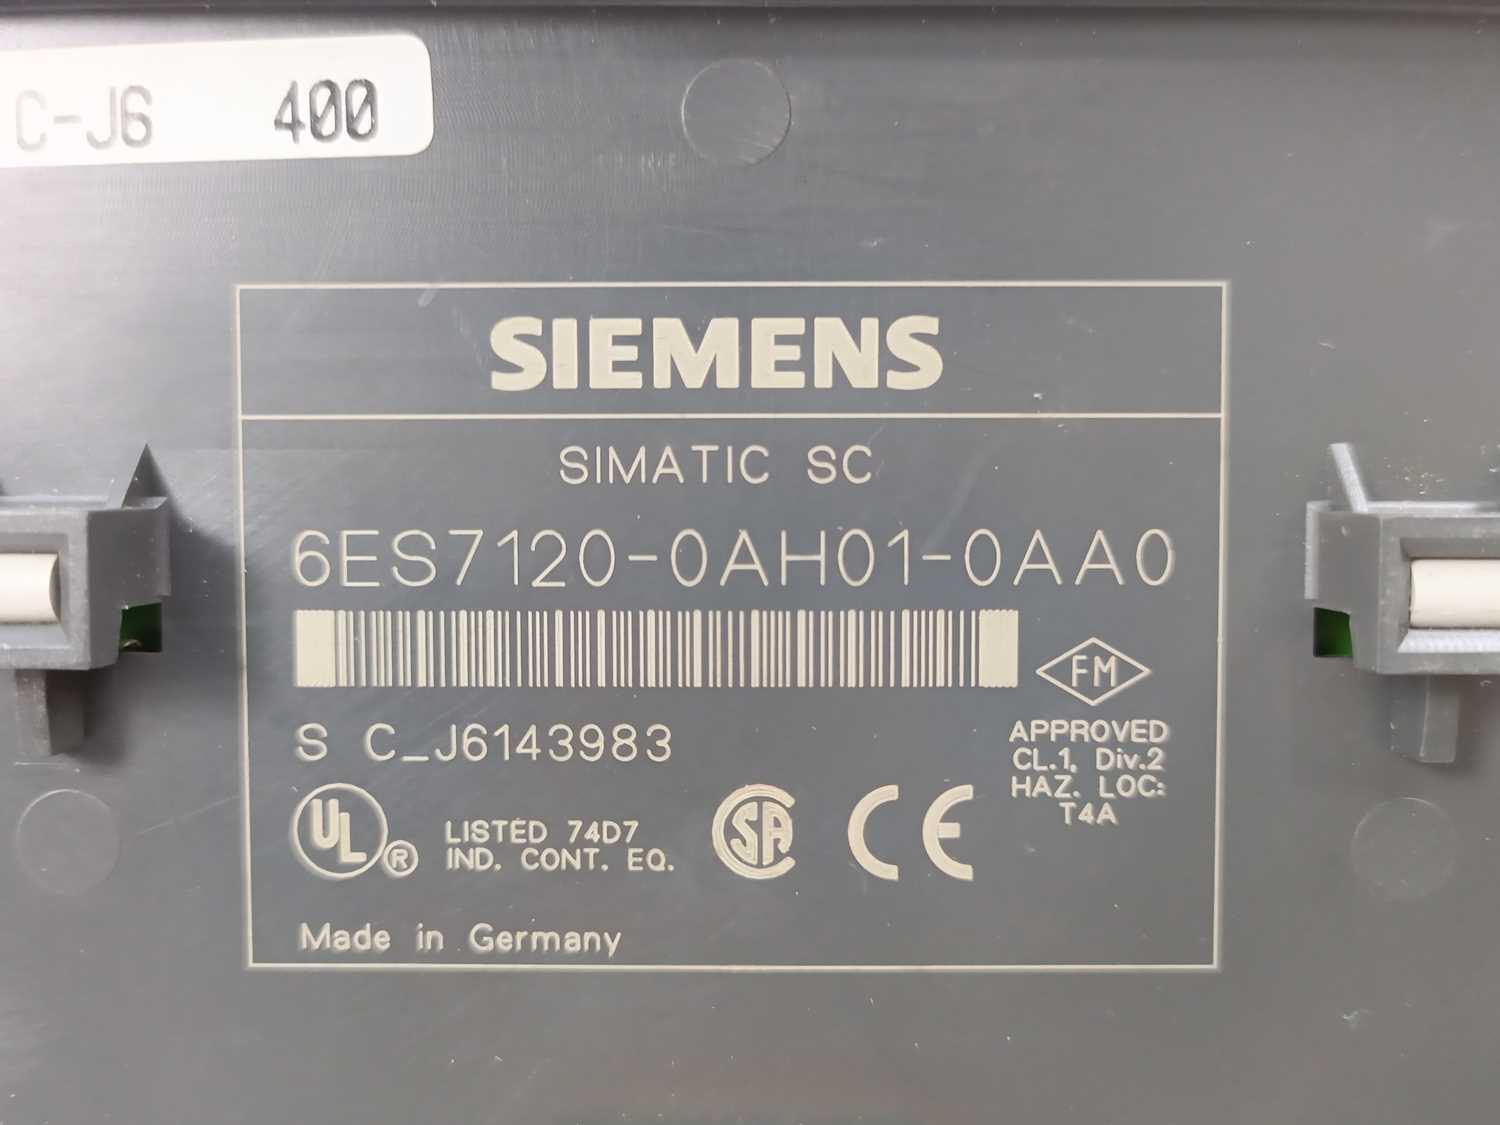 C-J6 400
SIEMENS
SIMATIC SC
6ES7120-0AH01-0AA0
FM
S C_J6143983
APPROVED
CL.1, Div.2
HAZ. LOC:
T4A
UL ®
LISTED 74D7
IND. CONT. EQ.
SA
CE
Made in Germany